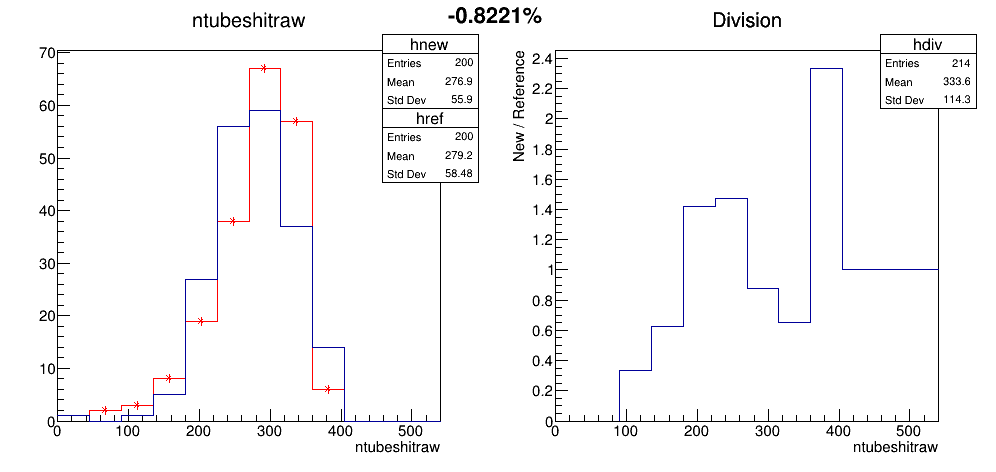 -0.8221%
ntubeshitraw
hnew
Entries 200
Mean 276.9
Std Dev 55.9
href
Entries 200
Mean 279.2
Std Dev 58.48
70
60
50
40
30
20
10
0
0 100 200 300 400 500
ntubeshitraw
Division
hdiv
Entries 214
Mean 333.6
Std Dev 114.3
New / Reference
2.4
2.2
2
1.8
1.6
1.4
1.2
1
0.8
0.6
0.4
0.2
0
0 100 200 300 400 500
ntubeshitraw